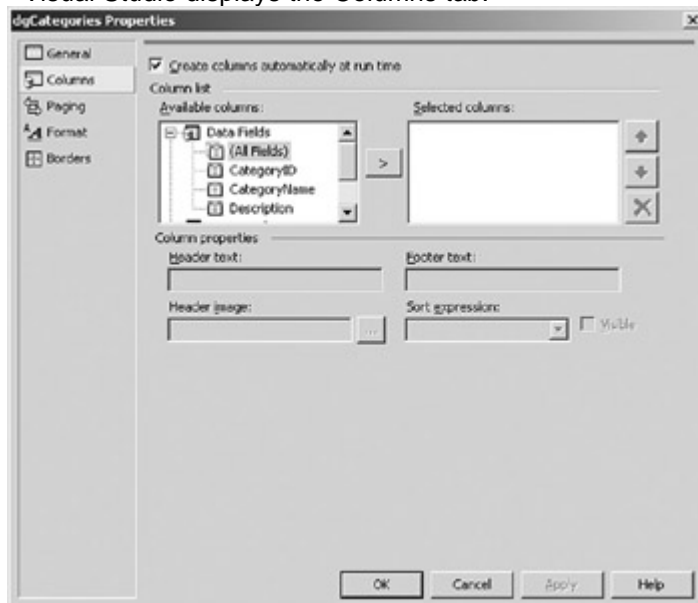 Visual Studio displays the Columns tab.
dgCategories Properties
General
Columns
Paging
Format
Borders
Create columns automatically at run time
Column list
Available columns:
Selected columns:
Data Fields
(All Fields)
CategoryID
CategoryName
Description
>
Column properties
Header text:
Footer text:
Header image:
Sort expression:
...
Visible
OK
Cancel
Apply
Help